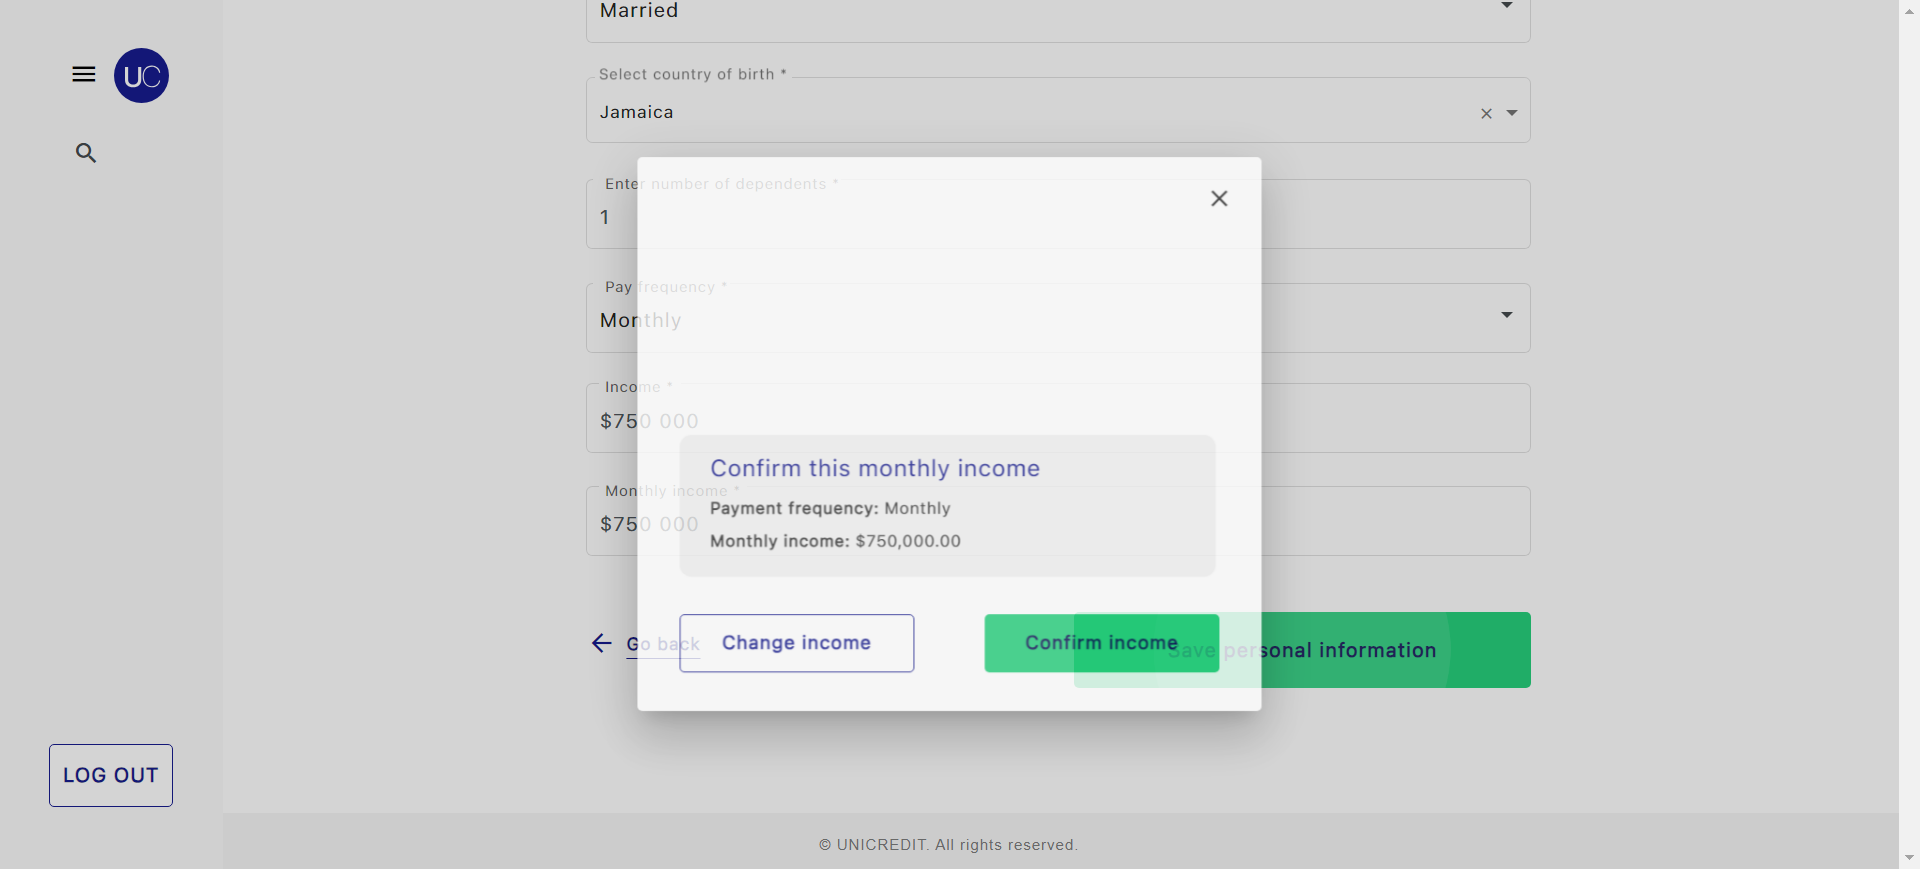 Married
UC
Select country of birth *
Jamaica
Enter number of dependents *
1
Pay frequency *
Monthly
Income *
$750 000
Confirm this monthly income
Monthly income *
$750 000
Payment frequency: Monthly
Monthly income: $750,000.00
Go back
Change income
Confirm income
Save personal information
LOG OUT
© UNICREDIT. All rights reserved.